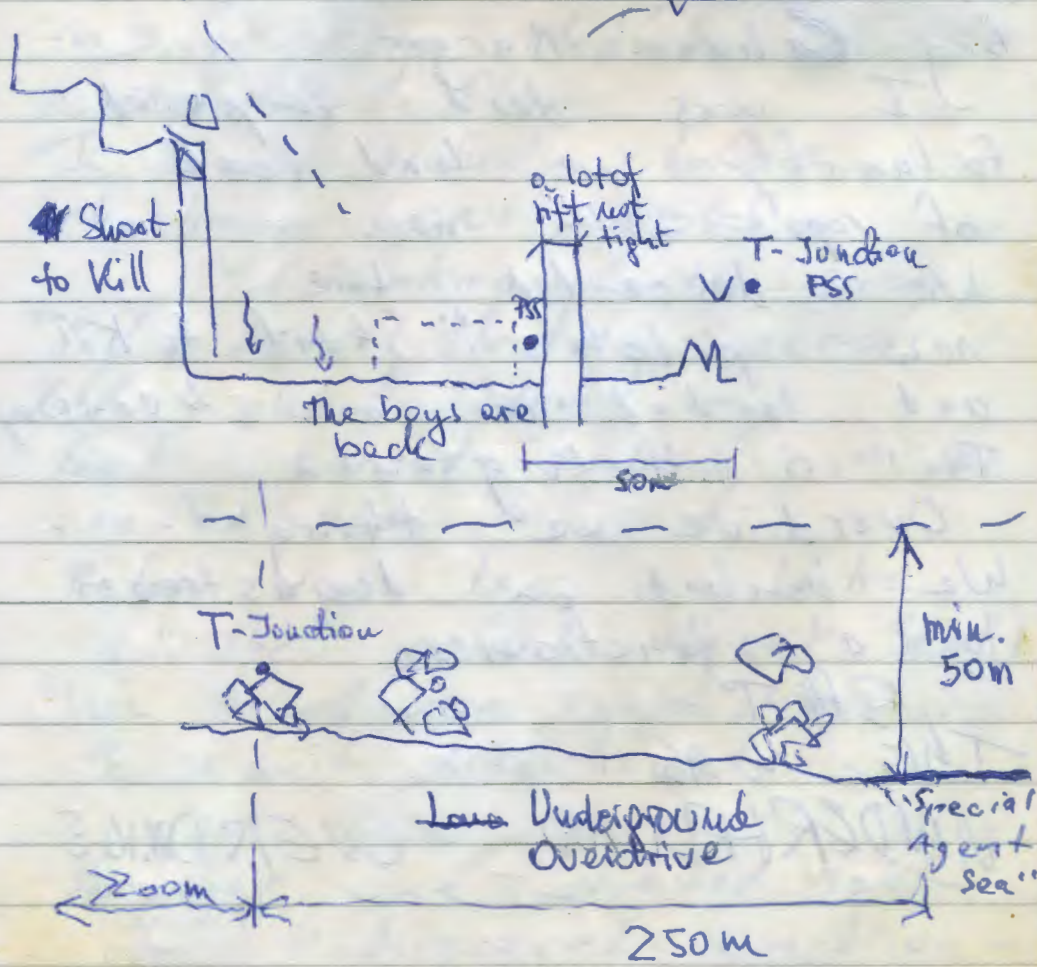 a lot of
rift not
tight
Shoot
to Kill
T-Junction
PSS
V
PSS
The boys are
back
50m
T-Junction
min.
50m
Underground
Overdrive
"Special
Agent
Sea"
>200m
250m